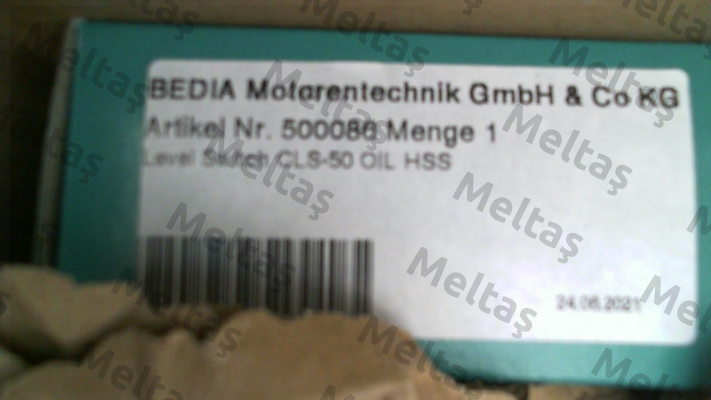 BEDIA Motorentechnik GmbH & Co KG
Artikel Nr. 500086 Menge 1
Level Switch CLS-50 OIL HSS
24.06.2021
Meltaş